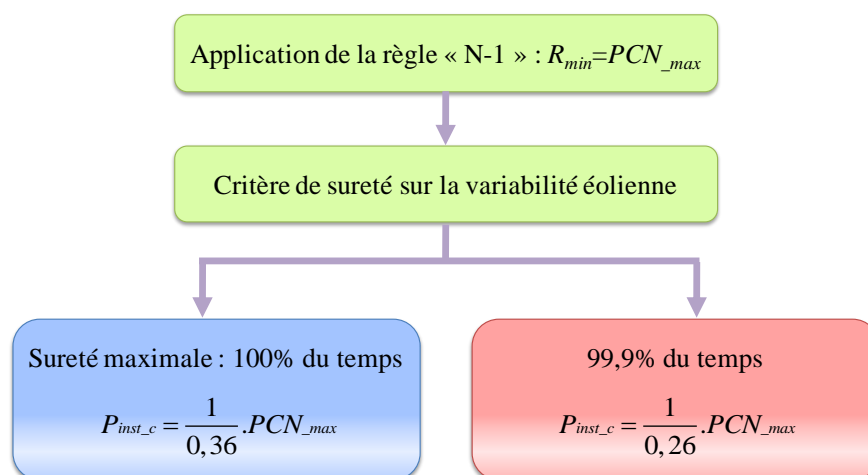 Application de la règle « N-1 » : R_min=PCN_max
Critère de sureté sur la variabilité éolienne
Sureté maximale : 100% du temps
P_inst_c = 1/0,36 .PCN_max
99,9% du temps
P_inst_c = 1/0,26 .PCN_max